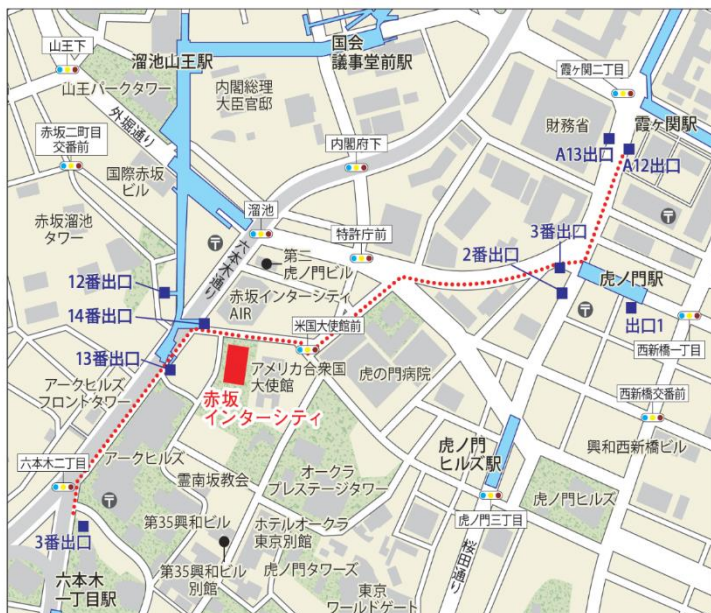 山王下
溜池山王駅
国会
議事堂前駅
山王パークタワー
内閣総理
大臣官邸
霞ヶ関二丁目
外堀通り
財務省
霞ヶ関駅
赤坂二町目
交番前
内閣府下
A13出口
A12出口
国際赤坂
ビル
赤坂溜池
タワー
溜池
特許庁前
3番出口
2番出口
六本木通り
第二
虎ノ門ビル
虎ノ門駅
12番出口
赤坂インターシティ
AIR
14番出口
米国大使館前
出口1
西新橋一丁目
13番出口
アメリカ合衆国
大使館
虎の門病院
アークヒルズ
フロントタワー
赤坂
インターシティ
西新橋交番前
虎ノ門
ヒルズ駅
興和西新橋ビル
六本木二丁目
アークヒルズ
霊南坂教会
オークラ
プレステージタワー
虎ノ門ヒルズ
3番出口
第35興和ビル
ホテルオークラ
東京別館
虎ノ門三丁目
第35興和ビル
別館
虎ノ門タワーズ
桜田通り
六本木
一丁目駅
東京
ワールドゲート